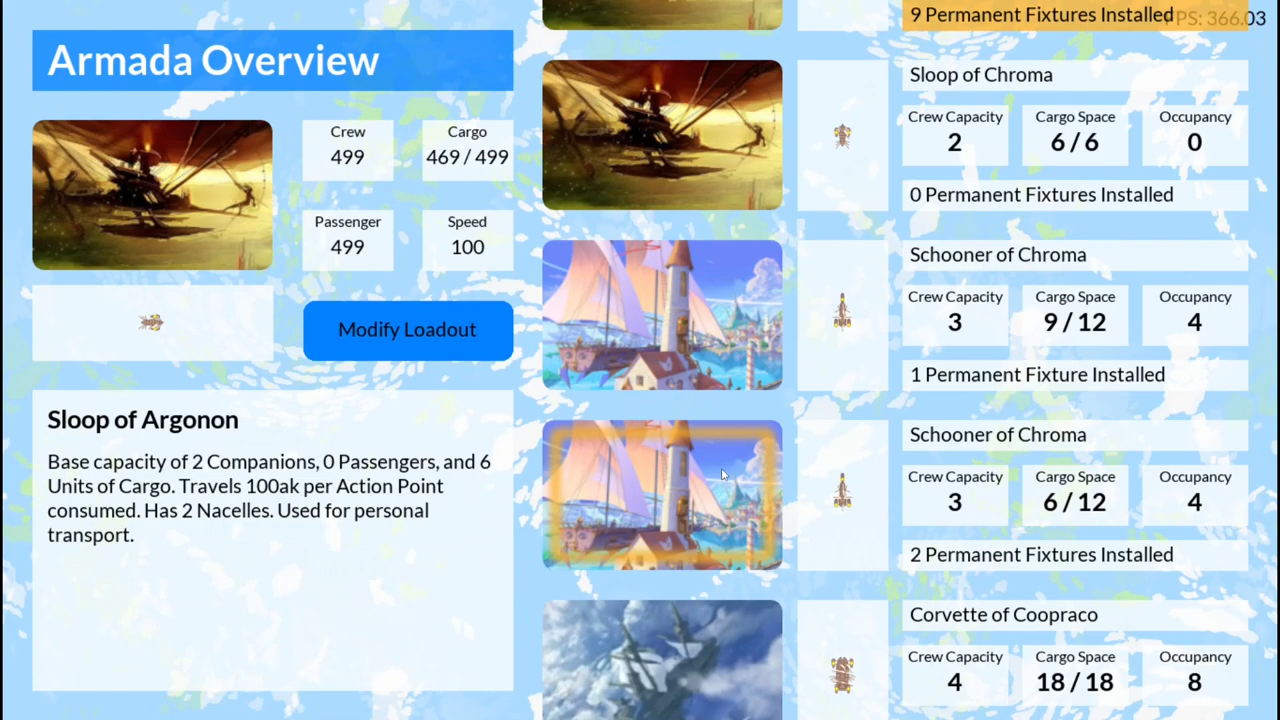 Armada Overview
Crew
499
Cargo
469 / 499
Passenger
499
Speed
100
Modify Loadout
Sloop of Argonon
Base capacity of 2 Companions, 0 Passengers, and 6
Units of Cargo. Travels 100ak per Action Point
consumed. Has 2 Nacelles. Used for personal
transport.
9 Permanent Fixtures Installed
FPS: 366.03
Sloop of Chroma
Crew Capacity
2
Cargo Space
6 / 6
Occupancy
0
0 Permanent Fixtures Installed
Schooner of Chroma
Crew Capacity
3
Cargo Space
9 / 12
Occupancy
4
1 Permanent Fixture Installed
Schooner of Chroma
Crew Capacity
3
Cargo Space
6 / 12
Occupancy
4
2 Permanent Fixtures Installed
Corvette of Coopraco
Crew Capacity
4
Cargo Space
18 / 18
Occupancy
8